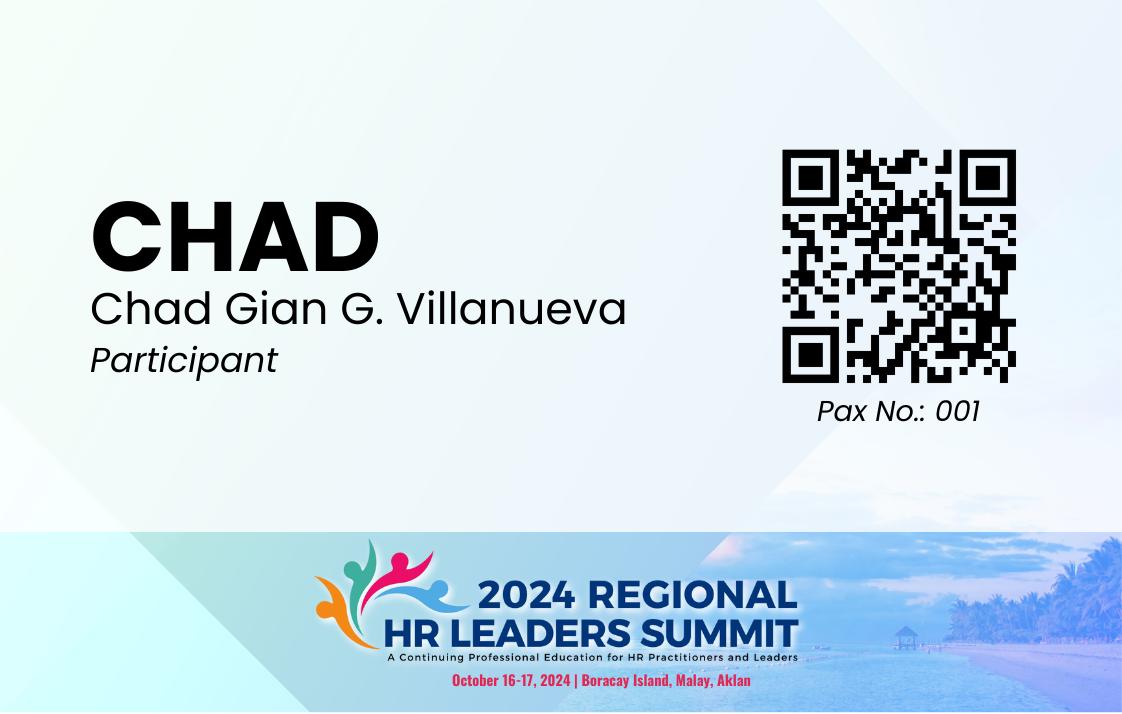 CHAD
Chad Gian G. Villanueva
Participant
Pax No.: 001
2024 REGIONAL
HR LEADERS SUMMIT
A Continuing Professional Education for HR Practitioners and Leaders
October 16-17, 2024 | Boracay Island, Malay, Aklan